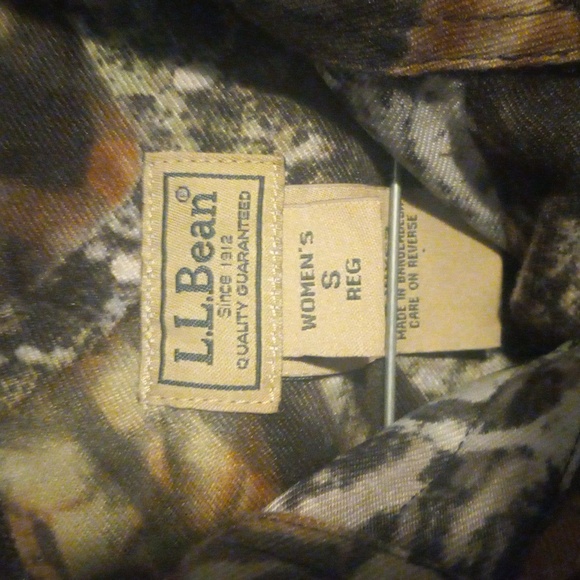 L.L.Bean®
Since 1912
QUALITY GUARANTEED
WOMEN'S
S
REG
MADE IN BANGLADESH
CARE ON REVERSE